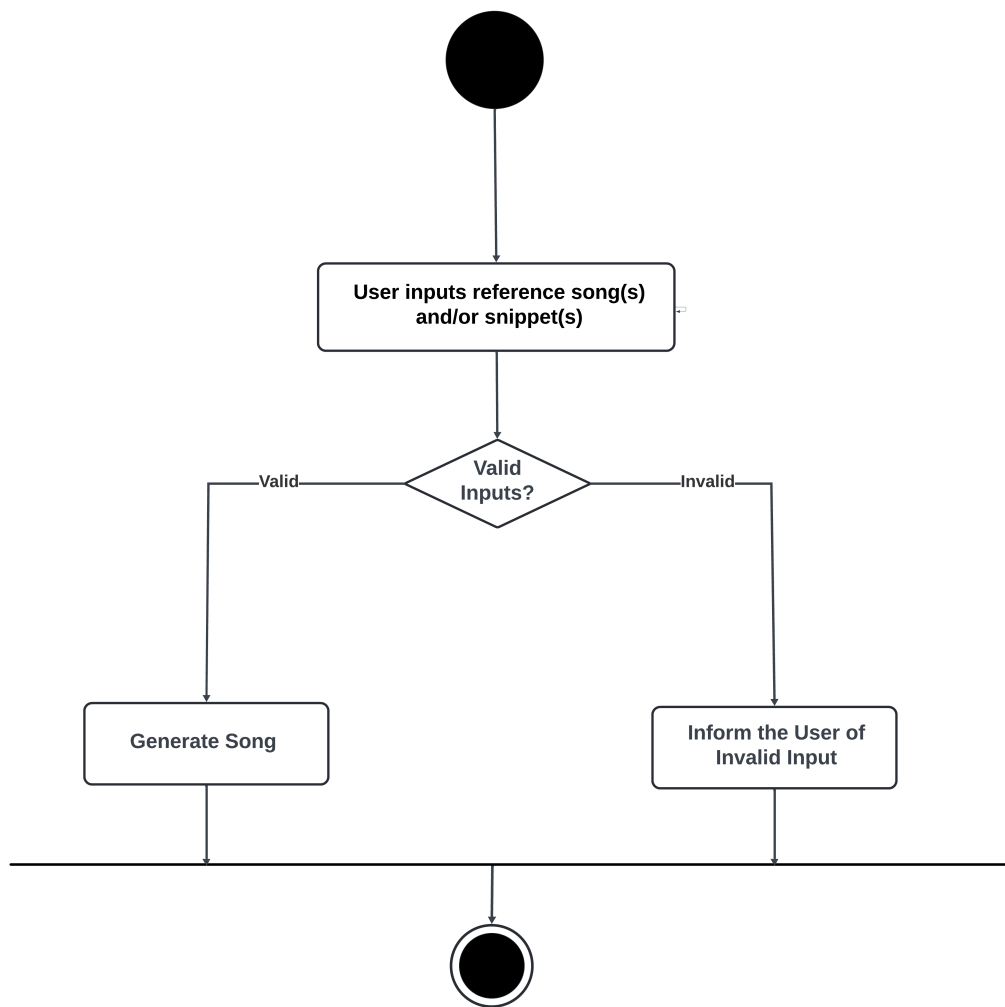 User inputs reference song(s)
and/or snippet(s)
Valid
Inputs?
Valid
Invalid
Generate Song
Inform the User of
Invalid Input